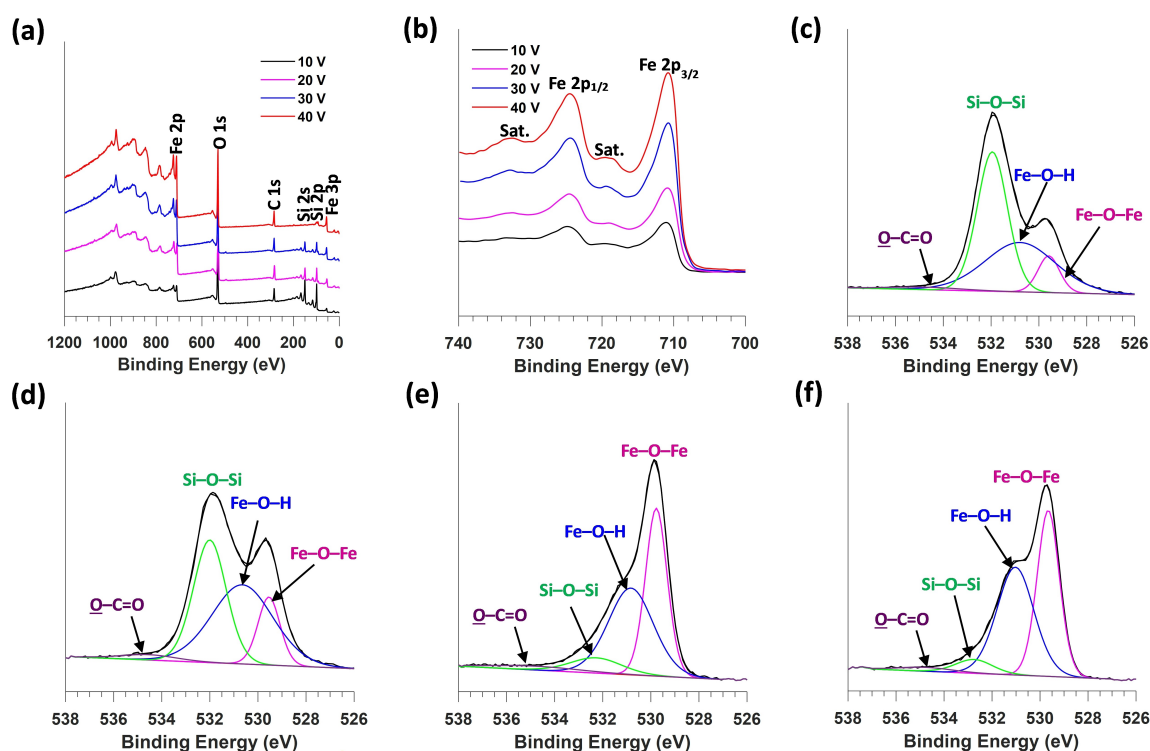 (a)
10 V
20 V
30 V
40 V
Fe 2p
O 1s
C 1s
Si 2s
Si 2p
Fe 3p
1200 1000 800 600 400 200 0
Binding Energy (eV)
(b)
10 V
20 V
30 V
40 V
Sat.
Fe 2p1/2
Sat.
Fe 2p3/2
740 730 720 710 700
Binding Energy (eV)
(c)
Si–O–Si
Fe–O–H
Fe–O–Fe
O–C=O
538 536 534 532 530 528 526
Binding Energy (eV)
(d)
Si–O–Si
Fe–O–H
Fe–O–Fe
O–C=O
538 536 534 532 530 528 526
Binding Energy (eV)
(e)
Fe–O–Fe
Fe–O–H
Si–O–Si
O–C=O
538 536 534 532 530 528 526
Binding Energy (eV)
(f)
Fe–O–Fe
Fe–O–H
Si–O–Si
O–C=O
538 536 534 532 530 528 526
Binding Energy (eV)